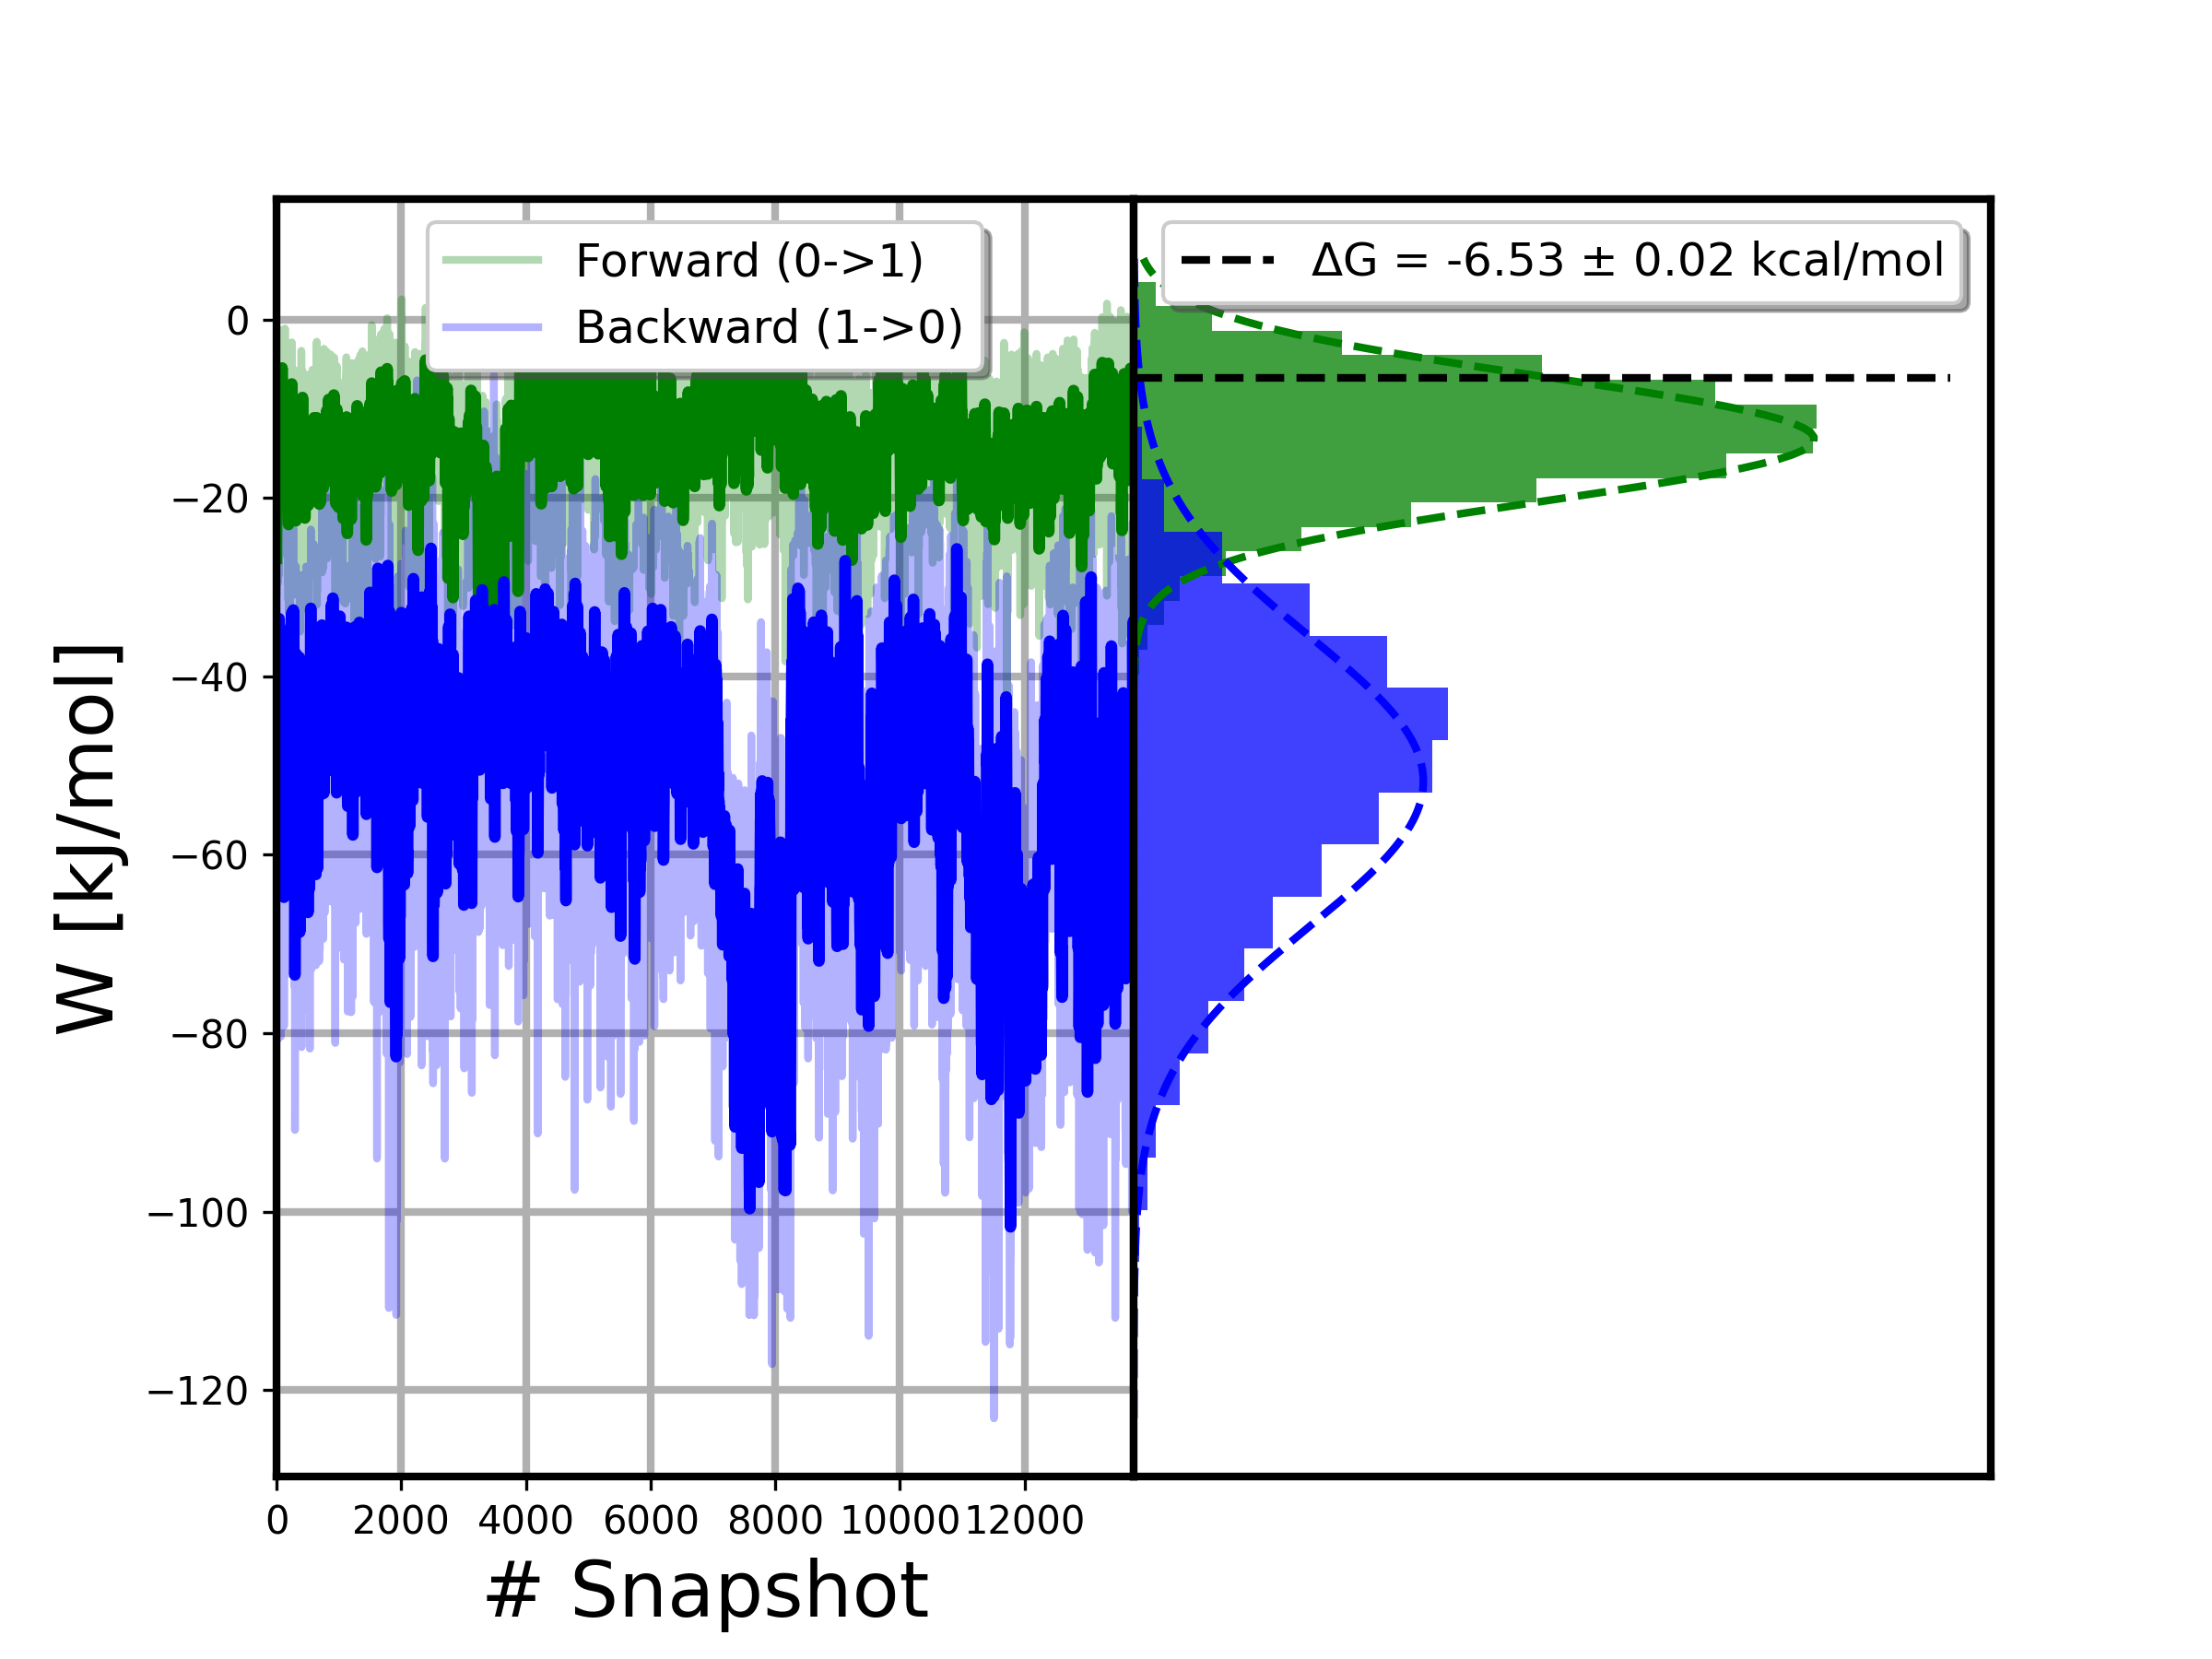 Forward (0->1)
Backward (1->0)
ΔG = -6.53 ± 0.02 kcal/mol
0
−20
−40
−60
−80
−100
−120
W [kJ/mol]
0 2000 4000 6000 8000 10000 12000
# Snapshot